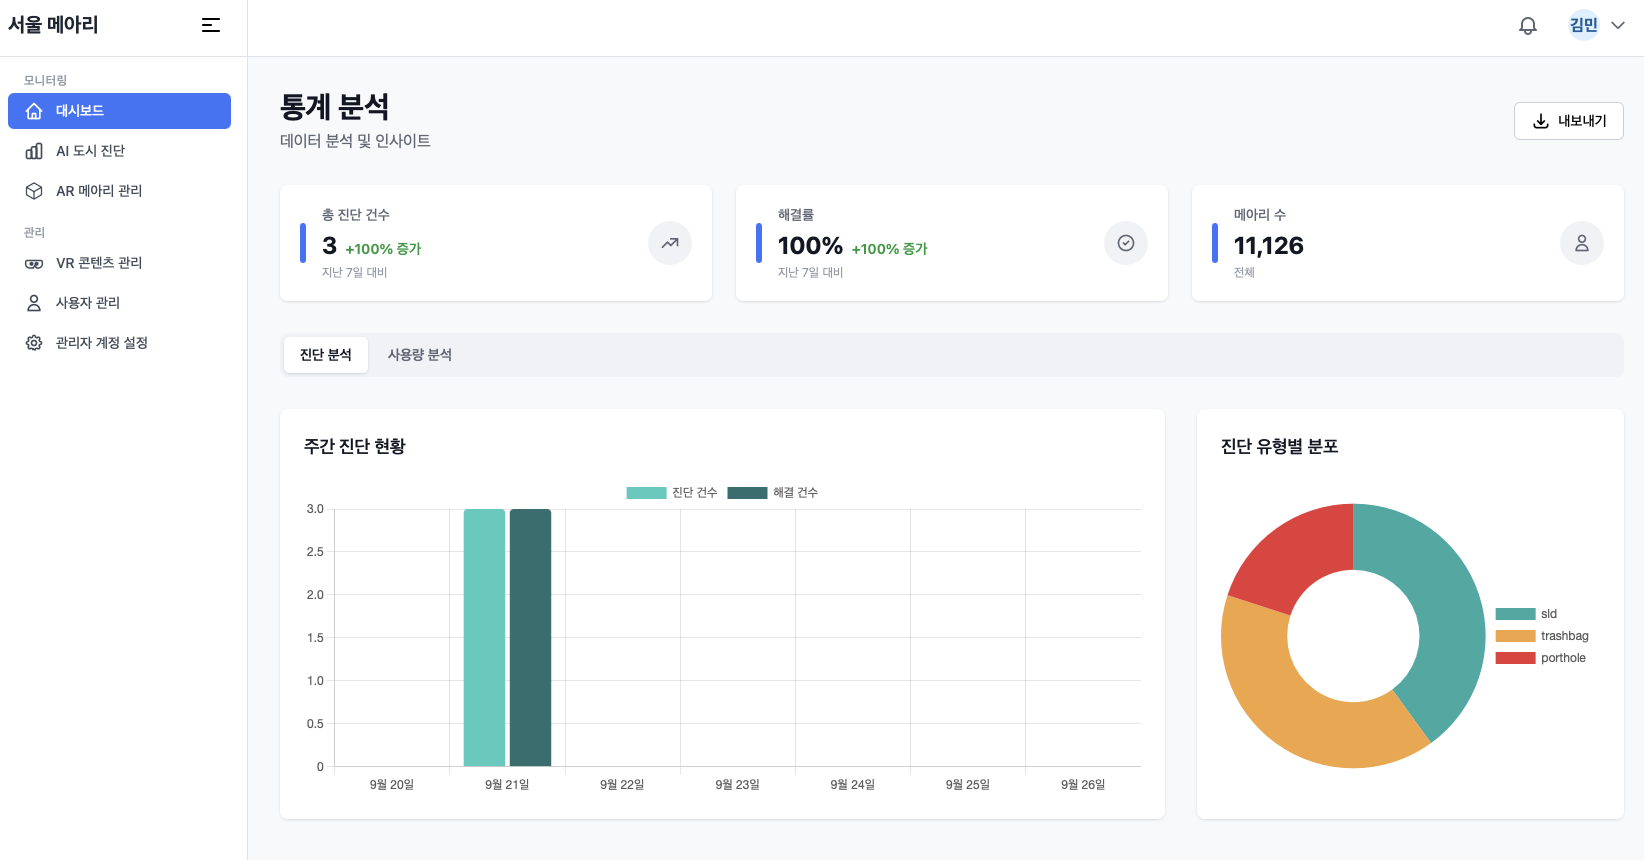 서울 메아리
김민
모니터링
대시보드
AI 도시 진단
AR 메아리 관리
관리
VR 콘텐츠 관리
사용자 관리
관리자 계정 설정
통계 분석
데이터 분석 및 인사이트
내보내기
총 진단 건수
3 +100% 증가
지난 7일 대비
해결률
100% +100% 증가
지난 7일 대비
메아리 수
11,126
전체
진단 분석
사용량 분석
주간 진단 현황
진단 건수 해결 건수
3.0
2.5
2.0
1.5
1.0
0.5
0
9월 20일 9월 21일 9월 22일 9월 23일 9월 24일 9월 25일 9월 26일
진단 유형별 분포
sld
trashbag
porthole